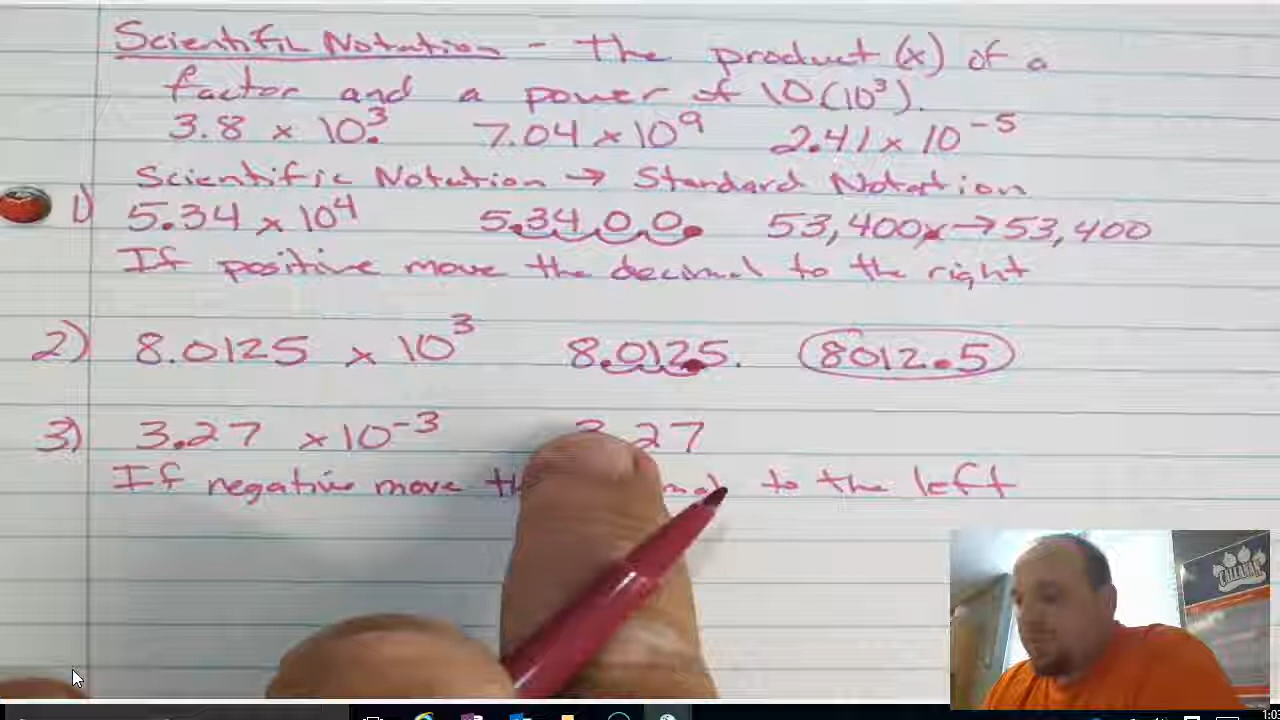 Scientific Notation - The product (x) of a
factor and a power of 10 (10³).
3.8 x 10³ 7.04 x 10⁹ 2.41 x 10⁻⁵
Scientific Notation → Standard Notation
1) 5.34 x 10⁴ 5.3400. 53,400x → 53,400
If positive move the decimal to the right
2) 8.0125 x 10³ 8.0125. 8012.5
3) 3.27 x 10⁻³ 27
If negative move to the left
CALLAHAN